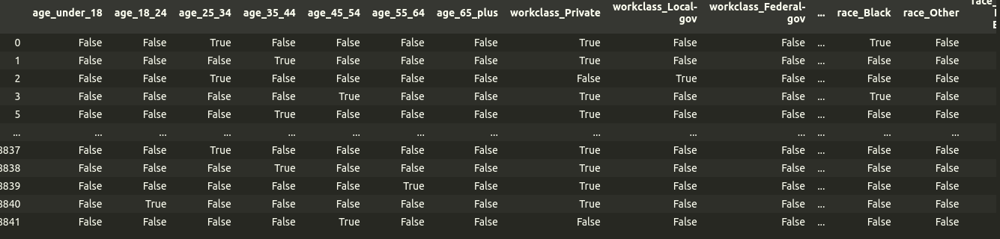 age_under_18 age_18_24 age_25_34 age_35_44 age_45_54 age_55_64 age_65_plus workclass_Private workclass_Local-gov workclass_Federal-gov ... race_Black race_Other race_
0 False False True False False False False True False False ... True False
1 False False False True False False False True False False ... False False
2 False False True False False False False False True False ... False False
3 False False False False True False False True False False ... True False
5 False False False True False False False True False False ... False False
... ... ... ... ... ... ... ... ... ... ... ... ... ...
8837 False False True False False False False True False False ... False False
8838 False False False True False False False True False False ... False False
8839 False False False False False True False True False False ... False False
8840 False True False False False False False True False False ... False False
8841 False False False False True False False False False False ... False False